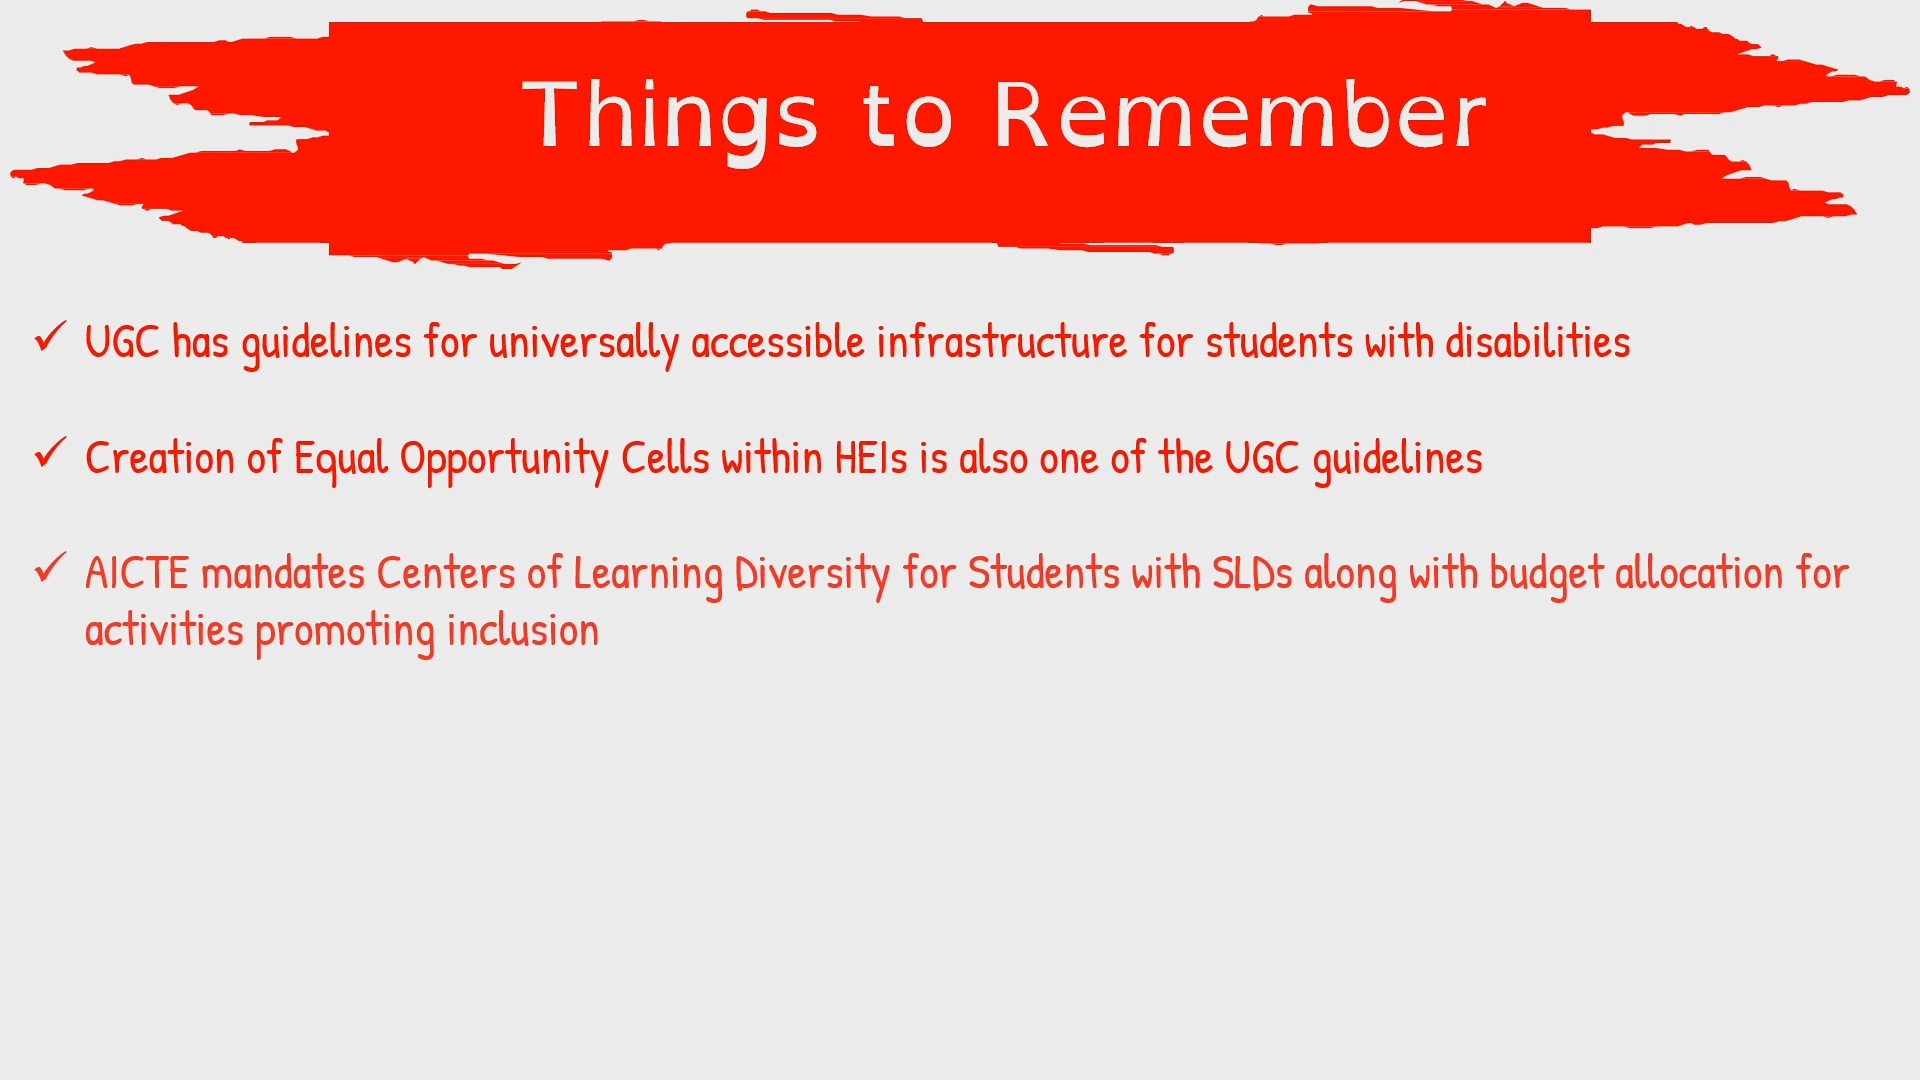 Things to Remember
✓ UGC has guidelines for universally accessible infrastructure for students with disabilities
✓ Creation of Equal Opportunity Cells within HEIs is also one of the UGC guidelines
✓ AICTE mandates Centers of Learning Diversity for Students with SLDs along with budget allocation for
activities promoting inclusion